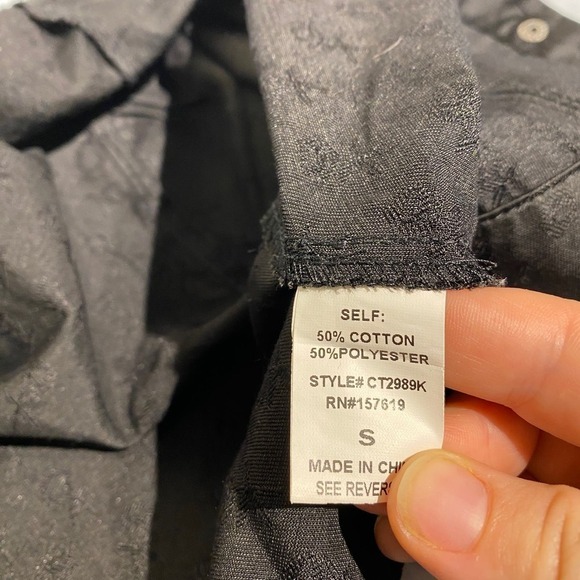 SELF:
50% COTTON
50%POLYESTER
STYLE# CT2989K
RN#157619
S
MADE IN
SEE